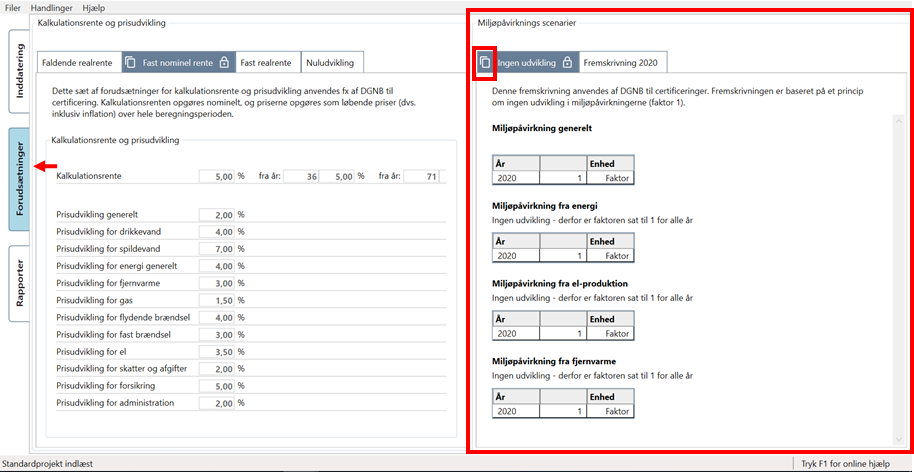 Filer Handlinger Hjælp
Kalkulationsrente og prisudvikling
Faldende realrente Fast nominel rente Fast realrente Nuludvikling
Dette sæt af forudsætninger for kalkulationsrente og prisudvikling anvendes fx af DGNB til
certificering. Kalkulationsrenten opgøres nominelt, og priserne opgøres som løbende priser (dvs.
inklusiv inflation) over hele beregningsperioden.
Kalkulationsrente og prisudvikling
Kalkulationsrente 5,00 % fra år: 36 5,00 % fra år: 71
Prisudvikling generelt 2,00 %
Prisudvikling for drikkevand 4,00 %
Prisudvikling for spildevand 7,00 %
Prisudvikling for energi generelt 4,00 %
Prisudvikling for fjernvarme 3,00 %
Prisudvikling for gas 1,50 %
Prisudvikling for flydende brændsel 4,00 %
Prisudvikling for fast brændsel 3,00 %
Prisudvikling for el 3,50 %
Prisudvikling for skatter og afgifter 2,00 %
Prisudvikling for forsikring 5,00 %
Prisudvikling for administration 2,00 %
Inddatering
Forudsætninger
Rapporter
Miljøpåvirknings scenarier
Ingen udvikling Fremskrivning 2020
Denne fremskrivning anvendes af DGNB til certificeringer. Fremskrivningen er baseret på et princip
om ingen udvikling i miljøpåvirkningerne (faktor 1).
Miljøpåvirkning generelt
År Enhed
2020 1 Faktor
Miljøpåvirkning fra energi
Ingen udvikling - derfor er faktoren sat til 1 for alle år
År Enhed
2020 1 Faktor
Miljøpåvirkning fra el-produktion
Ingen udvikling - derfor er faktoren sat til 1 for alle år
År Enhed
2020 1 Faktor
Miljøpåvirkning fra fjernvarme
Ingen udvikling - derfor er faktoren sat til 1 for alle år
År Enhed
2020 1 Faktor
Standardprojekt indlæst Tryk F1 for online hjælp